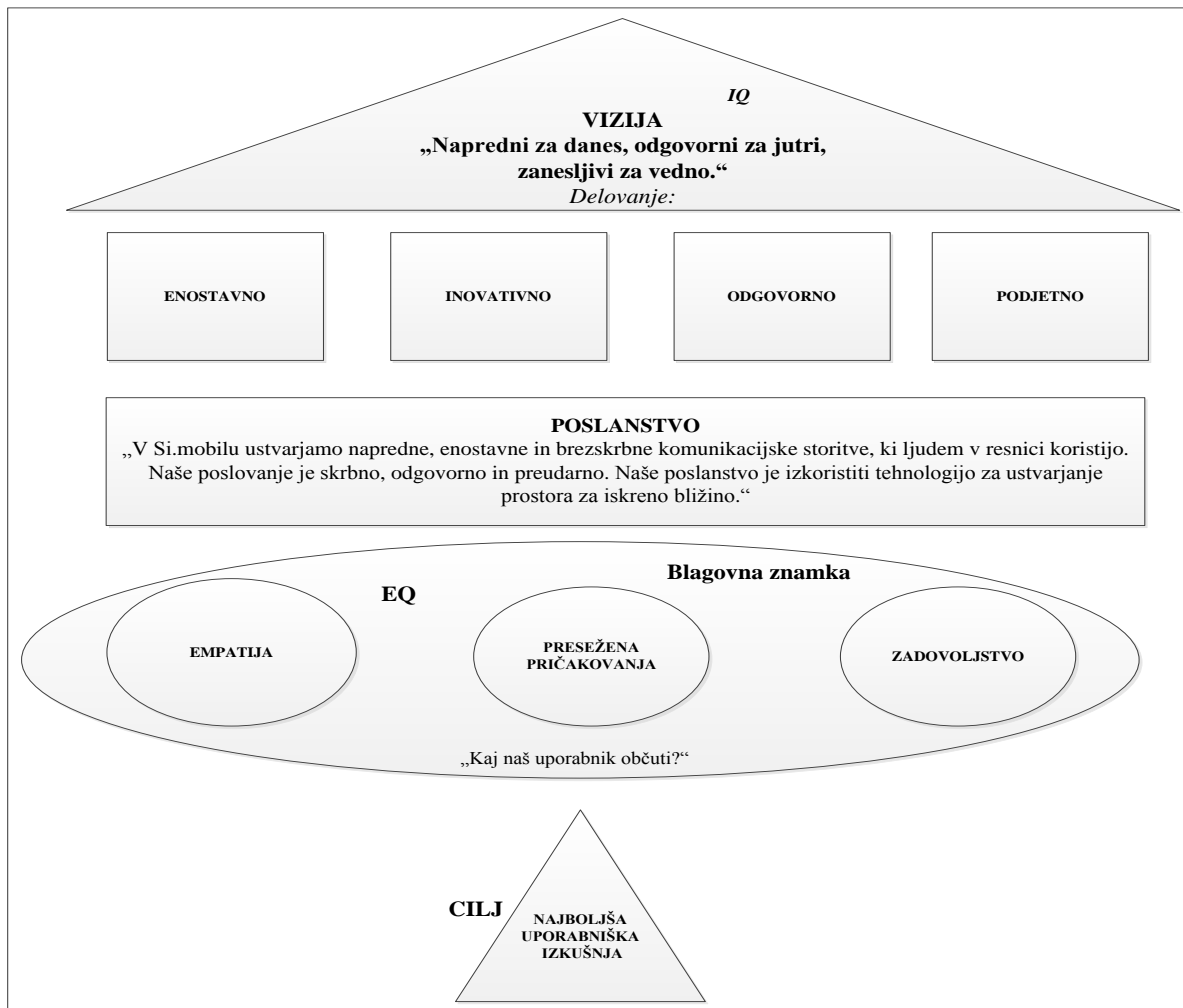 IQ
VIZIJA
„Napredni za danes, odgovorni za jutri,
zanesljivi za vedno.“
Delovanje:
ENOSTAVNO
INOVATIVNO
ODGOVORNO
PODJETNO
POSLANSTVO
„V Si.mobilu ustvarjamo napredne, enostavne in brezskrbne komunikacijske storitve, ki ljudem v resnici koristijo.
Naše poslovanje je skrbno, odgovorno in preudarno. Naše poslanstvo je izkoristiti tehnologijo za ustvarjanje
prostora za iskreno bližino.“
Blagovna znamka
EQ
EMPATIJA
PRESEŽENA
PRIČAKOVANJA
ZADOVOLJSTVO
„Kaj naš uporabnik občuti?“
CILJ
NAJBOLJŠA
UPORABNIŠKA
IZKUŠNJA